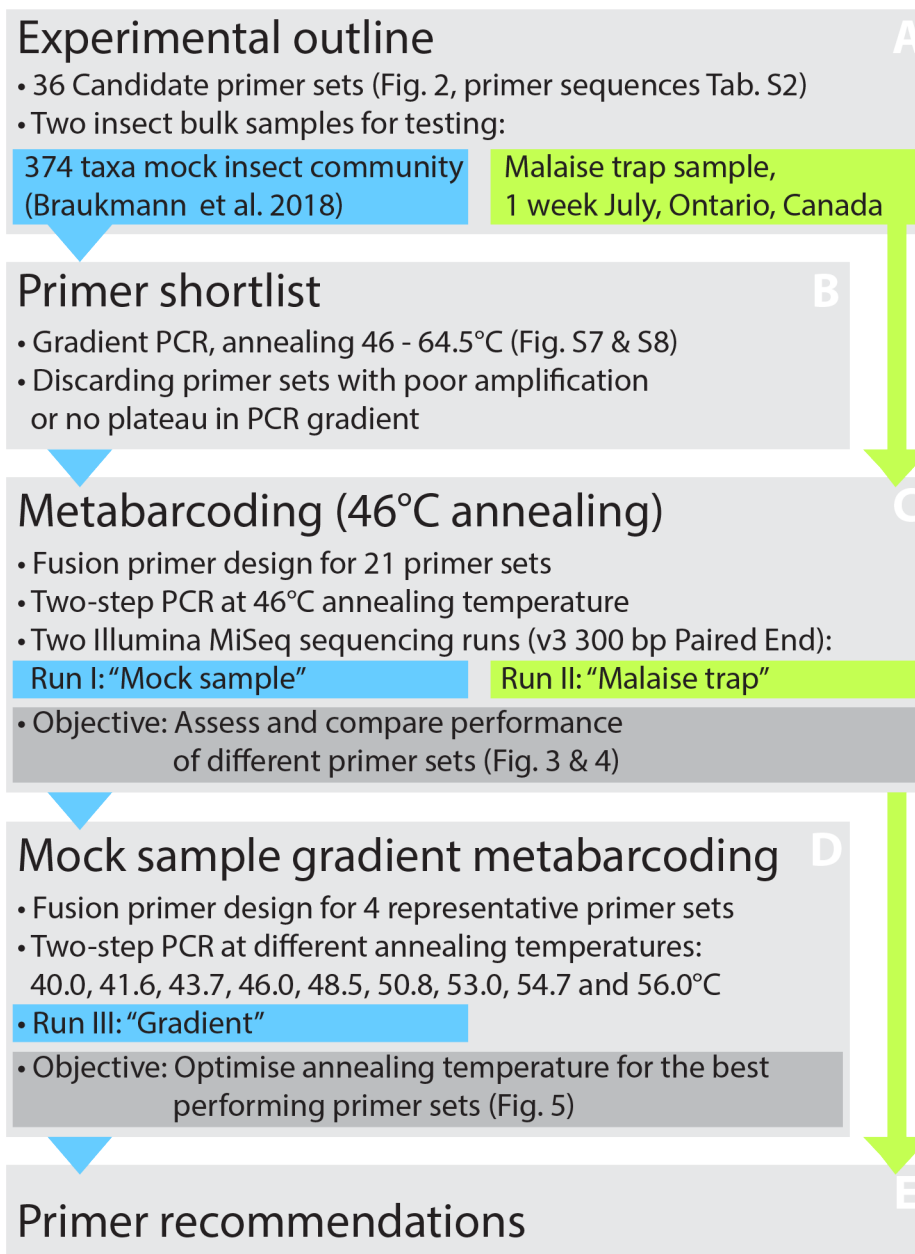 Experimental outline
A
• 36 Candidate primer sets (Fig. 2, primer sequences Tab. S2)
• Two insect bulk samples for testing:
374 taxa mock insect community
(Braukmann et al. 2018)
Malaise trap sample,
1 week July, Ontario, Canada
Primer shortlist
B
• Gradient PCR, annealing 46 - 64.5°C (Fig. S7 & S8)
• Discarding primer sets with poor amplification
or no plateau in PCR gradient
Metabarcoding (46°C annealing)
C
• Fusion primer design for 21 primer sets
• Two-step PCR at 46°C annealing temperature
• Two Illumina MiSeq sequencing runs (v3 300 bp Paired End):
Run I: “Mock sample”
Run II: “Malaise trap”
• Objective: Assess and compare performance
of different primer sets (Fig. 3 & 4)
Mock sample gradient metabarcoding
D
• Fusion primer design for 4 representative primer sets
• Two-step PCR at different annealing temperatures:
40.0, 41.6, 43.7, 46.0, 48.5, 50.8, 53.0, 54.7 and 56.0°C
• Run III: “Gradient”
• Objective: Optimise annealing temperature for the best
performing primer sets (Fig. 5)
E
Primer recommendations